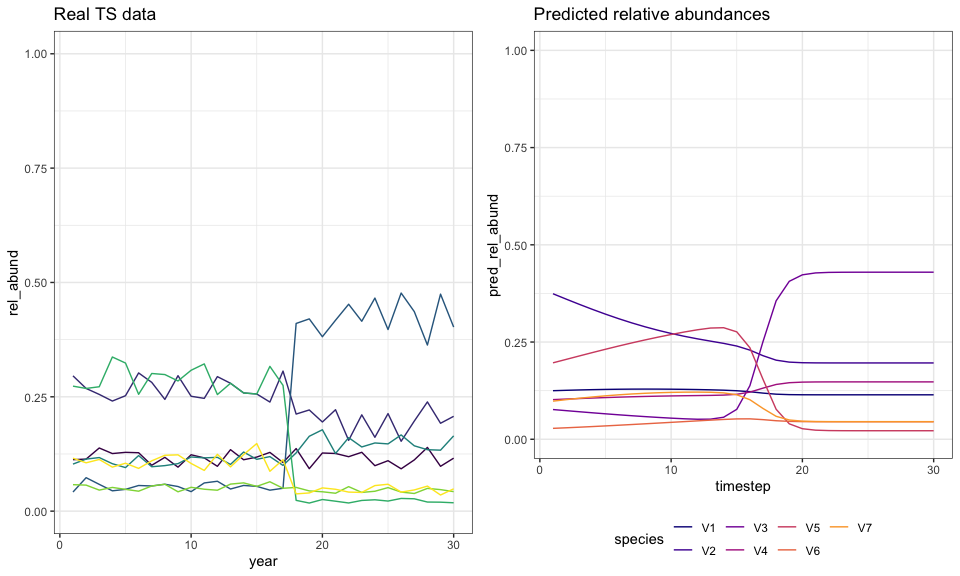 Real TS data
rel_abund
1.00
0.75
0.50
0.25
0.00
0
10
20
30
year
Predicted relative abundances
pred_rel_abund
1.00
0.75
0.50
0.25
0.00
0
10
20
30
timestep
species
V1 V3 V5 V7
V2 V4 V6